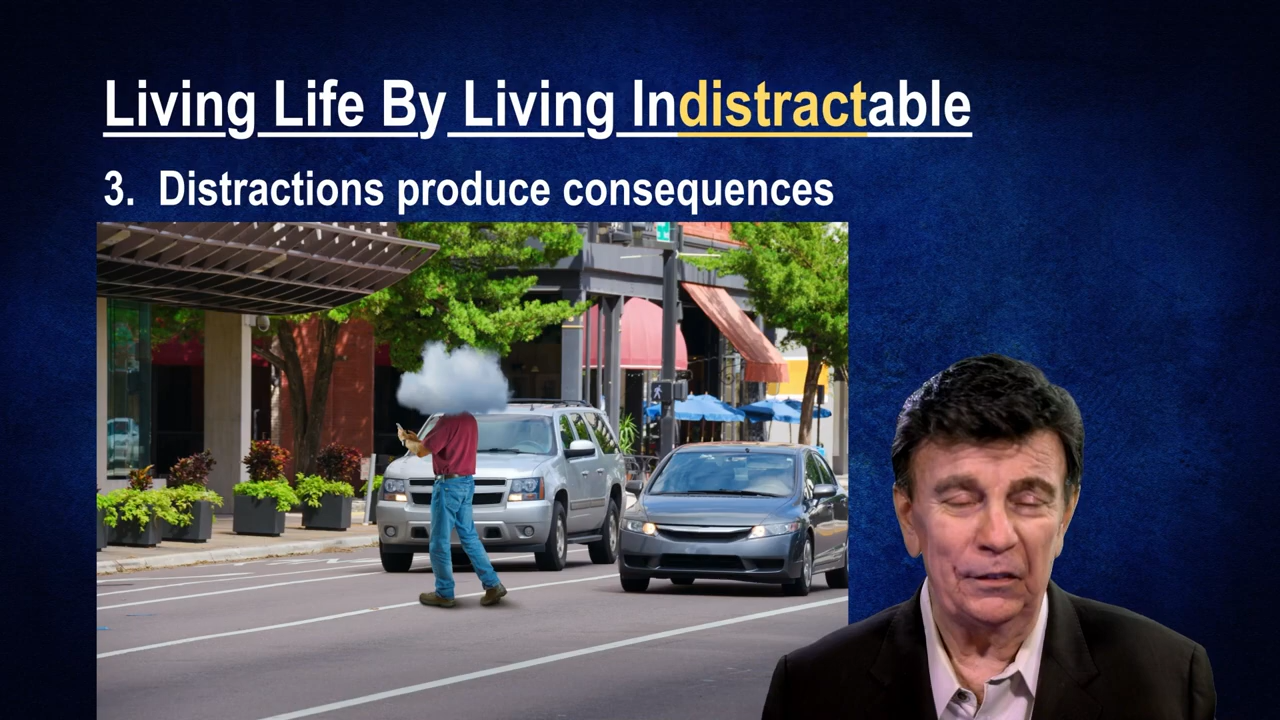 Living Life By Living Indistractable
3. Distractions produce consequences